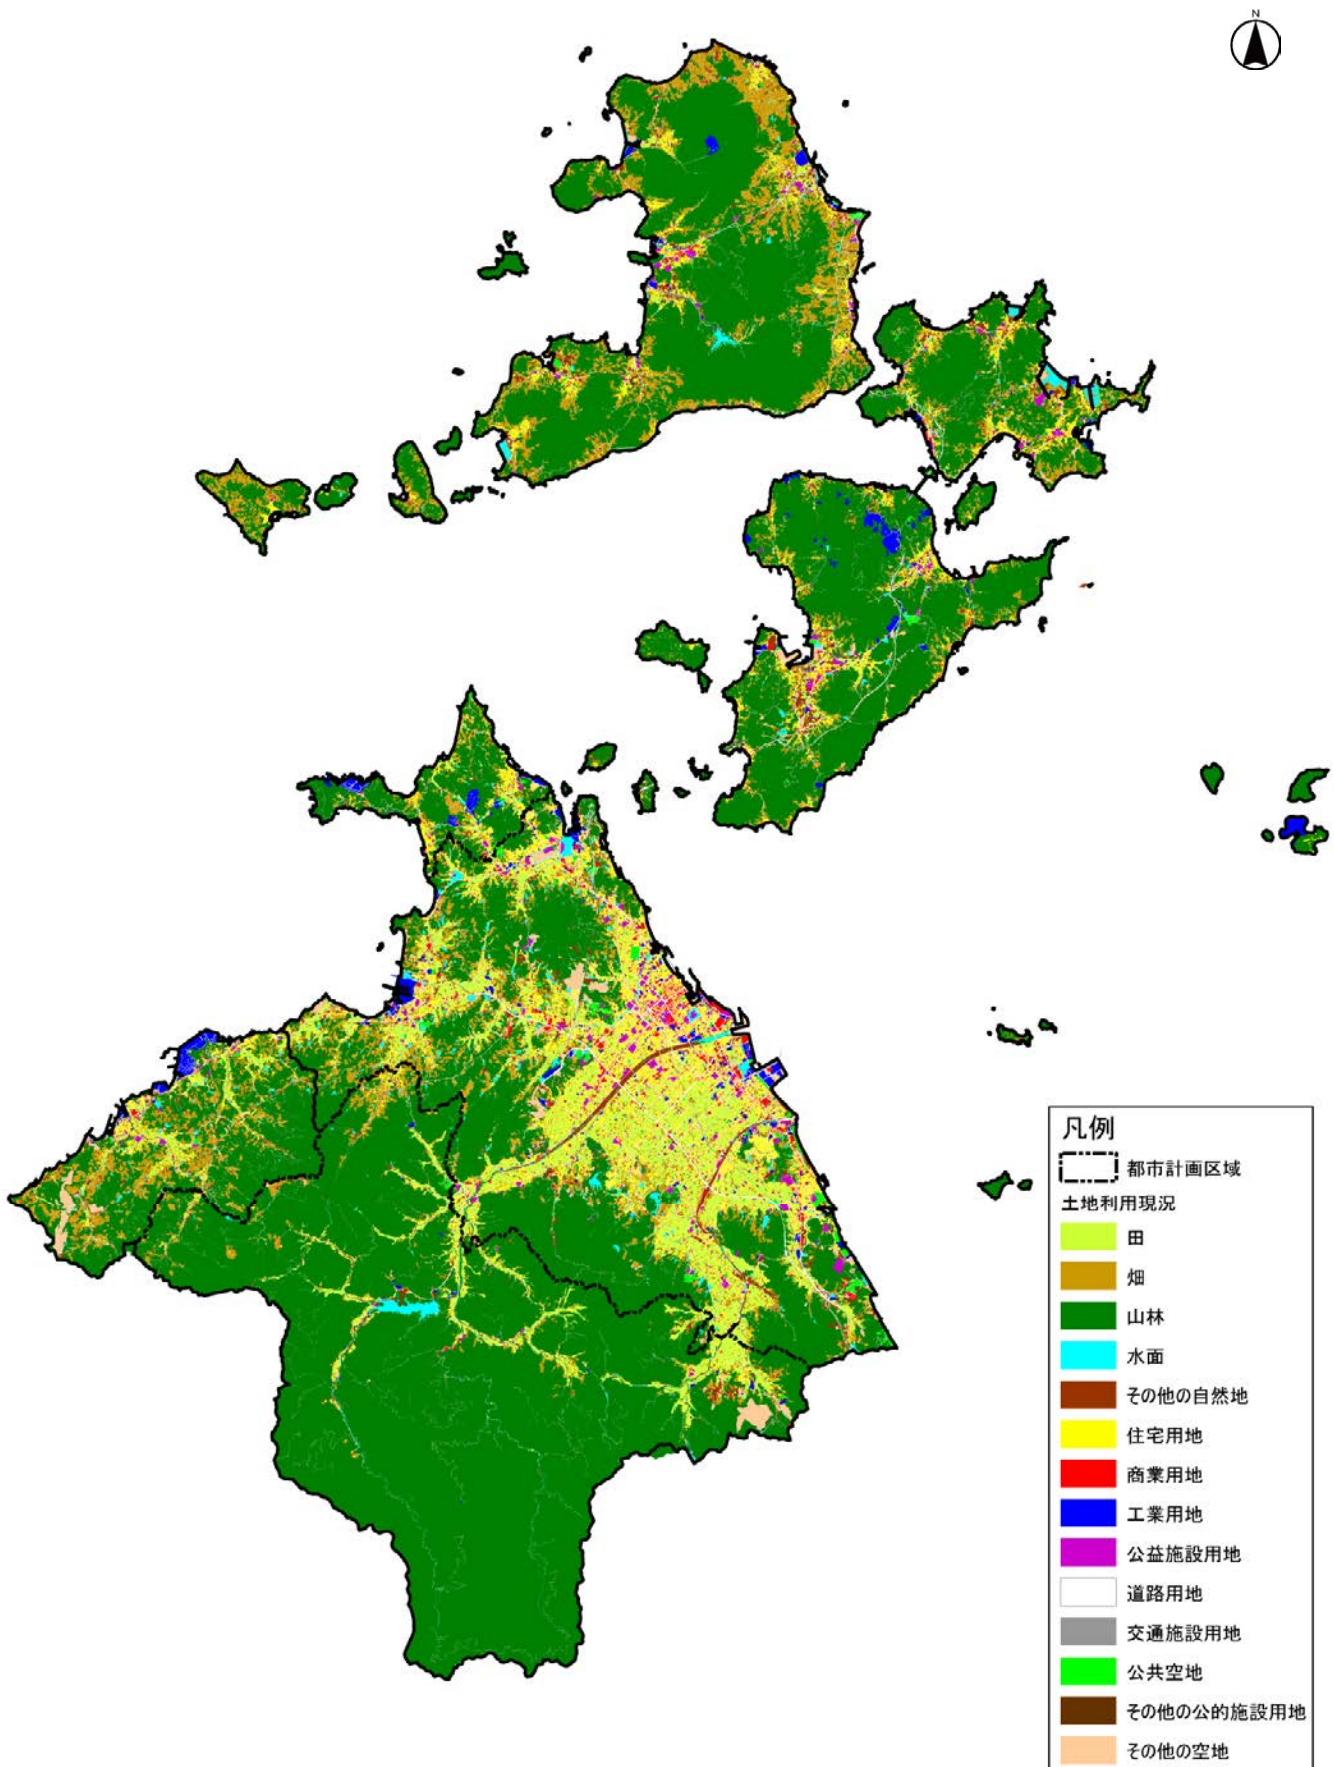 N
凡例
都市計画区域
土地利用現況
田
畑
山林
水面
その他の自然地
住宅用地
商業用地
工業用地
公益施設用地
道路用地
交通施設用地
公共空地
その他の公的施設用地
その他の空地